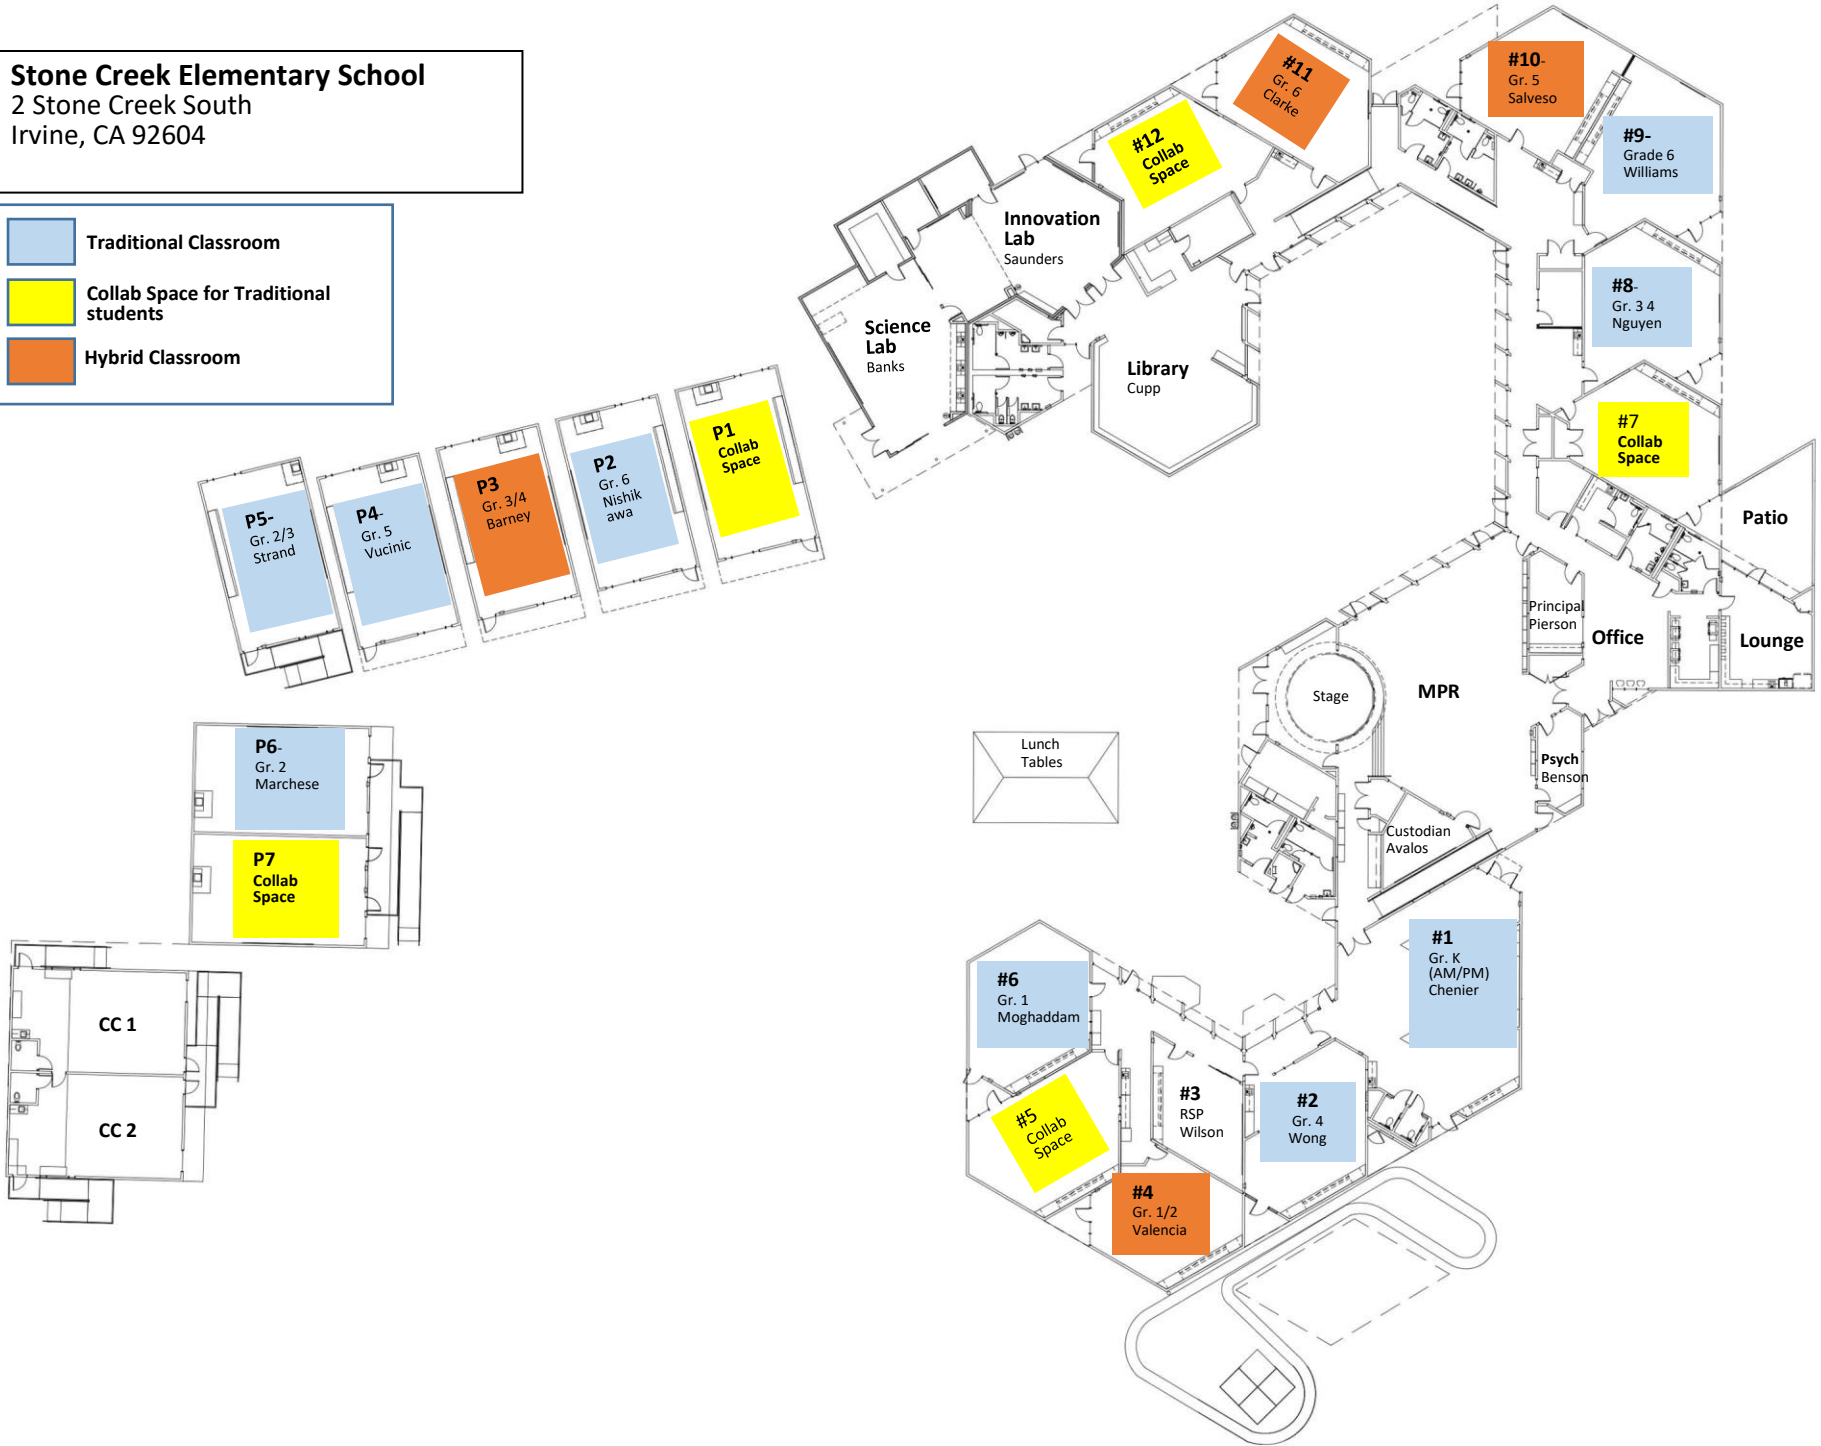 Stone Creek Elementary School
2 Stone Creek South
Irvine, CA 92604
Traditional Classroom
Collab Space for Traditional
students
Hybrid Classroom
#11
Gr. 6
Clarke
#12
Collab
Space
#10-
Gr. 5
Salveso
#9-
Grade 6
Williams
Innovation
Lab
Saunders
#8-
Gr. 3 4
Nguyen
Science
Lab
Banks
Library
Cupp
#7
Collab
Space
P1
Collab
Space
P2
Gr. 6
Nishik
awa
P3
Gr. 3/4
Barney
P4-
Gr. 5
Vucinic
P5-
Gr. 2/3
Strand
Patio
Principal
Pierson
Office
Lounge
Stage
MPR
Lunch
Tables
Psych
Benson
Custodian
Avalos
P6-
Gr. 2
Marchese
P7
Collab
Space
#1
Gr. K
(AM/PM)
Chenier
#6
Gr. 1
Moghaddam
CC 1
#3
RSP
Wilson
#2
Gr. 4
Wong
#5
Collab
Space
CC 2
#4
Gr. 1/2
Valencia